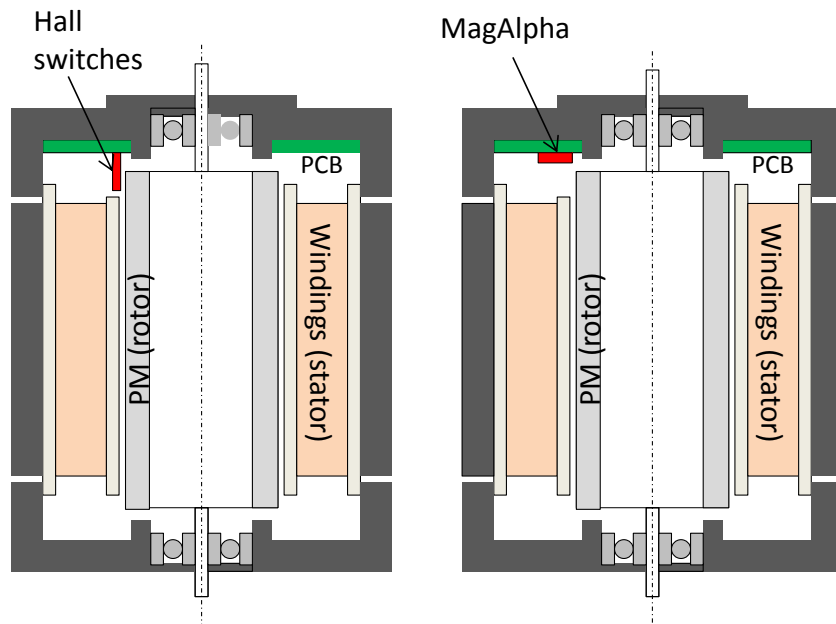 Hall
switches
MagAlpha
PCB
PCB
PM (rotor)
Windings (stator)
PM (rotor)
Windings (stator)